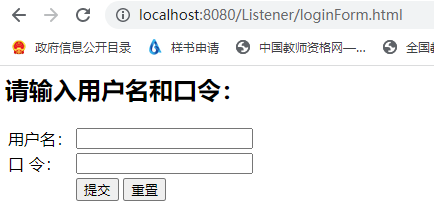 localhost:8080/Listener/loginForm.html
政府信息公开目录 样书申请 中国教师资格网—... 全国
请输入用户名和口令:
用户名:
口 令:
提交 重置